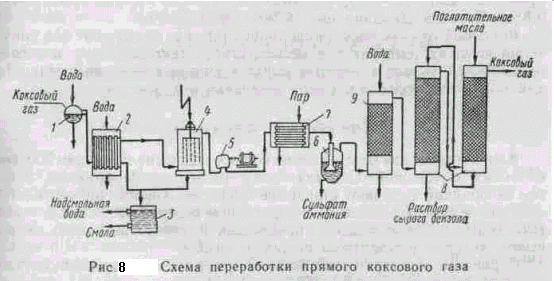 Поглотительное
масло
Вода
Вода
Коксовый
газ
Коксовый
газ
Вода
Пар
1
2
3
4
5
6
7
8
9
Надсмольная
вода
Смола
Сульфат
аммония
Раствор
сырого бензола
Рис 8 Схема переработки прямого коксового газа